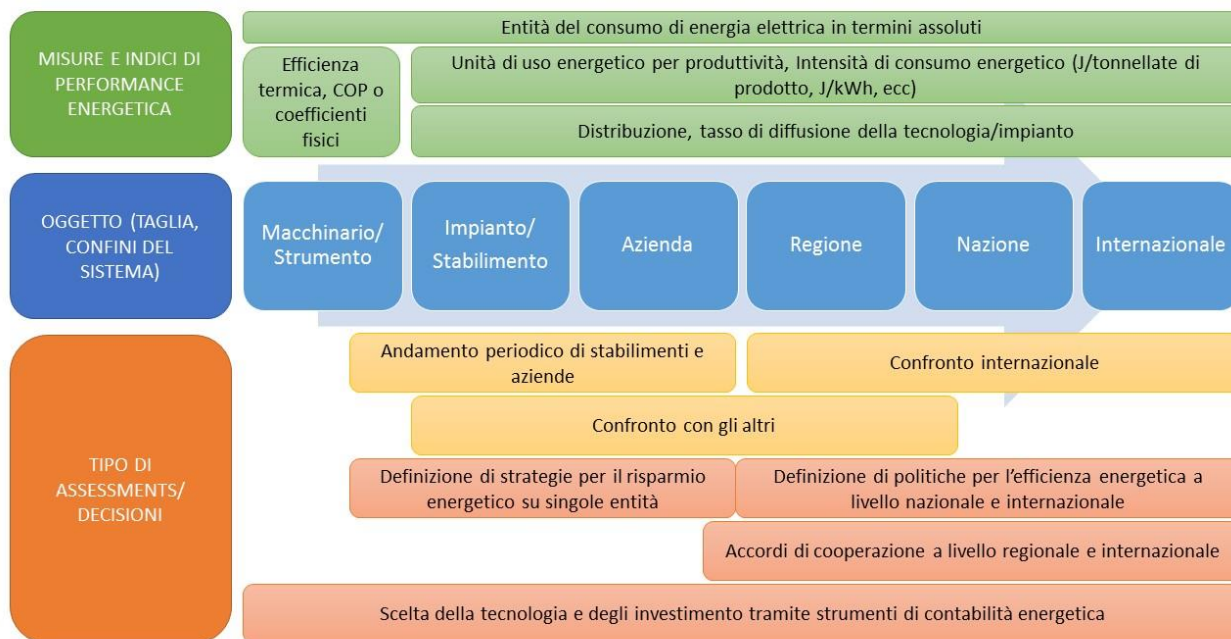 MISURE E INDICI DI
PERFORMANCE
ENERGETICA
Entità del consumo di energia elettrica in termini assoluti
Efficienza
termica, COP o
coefficienti
fisici
Unità di uso energetico per produttività, Intensità di consumo energetico (J/tonnellate di
prodotto, J/kWh, ecc)
Distribuzione, tasso di diffusione della tecnologia/impianto
OGGETTO (TAGLIA,
CONFINI DEL
SISTEMA)
Macchinario/
Strumento
Impianto/
Stabilimento
Azienda
Regione
Nazione
Internazionale
TIPO DI
ASSESSMENTS/
DECISIONI
Andamento periodico di stabilimenti e
aziende
Confronto internazionale
Confronto con gli altri
Definizione di strategie per il risparmio
energetico su singole entità
Definizione di politiche per l'efficienza energetica a
livello nazionale e internazionale
Accordi di cooperazione a livello regionale e internazionale
Scelta della tecnologia e degli investimento tramite strumenti di contabilità energetica